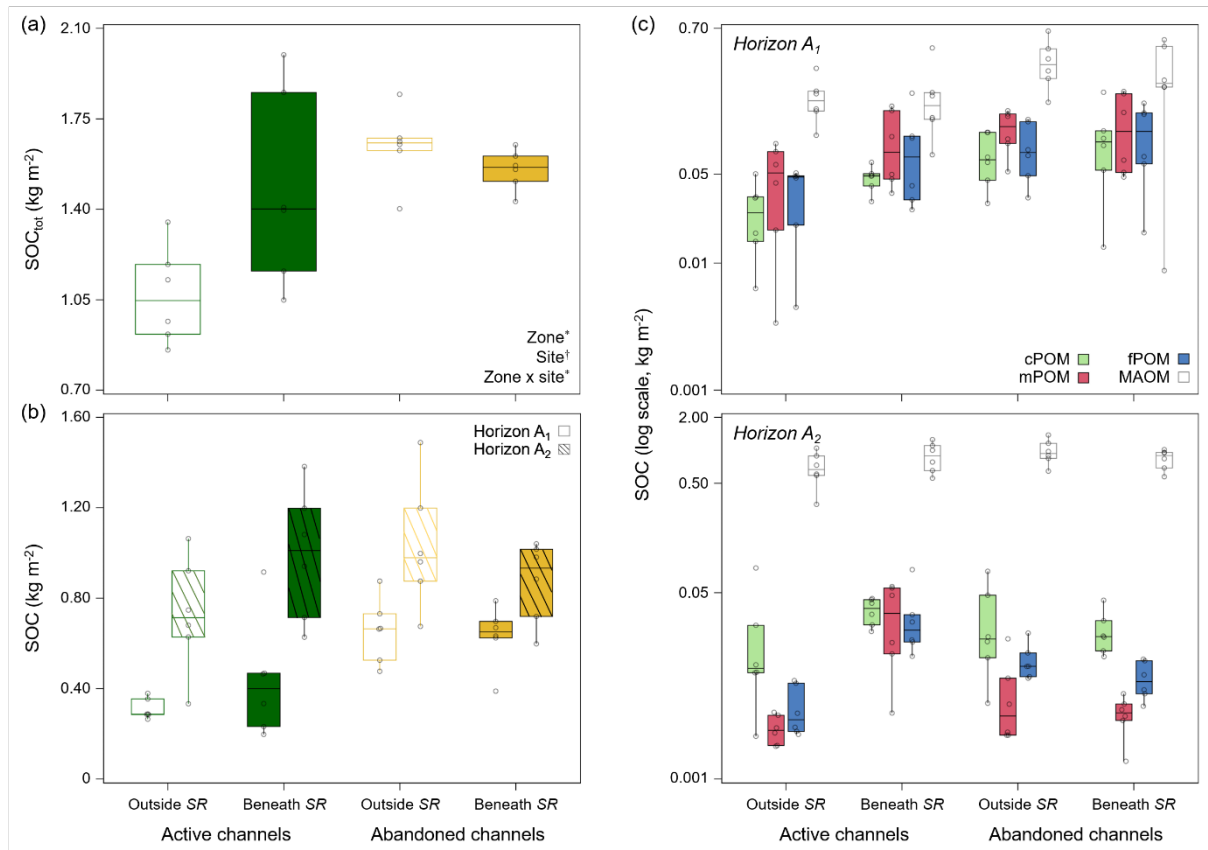 (a)
2.10
1.75
1.40
1.05
0.70
SOCtot (kg m-2)
Zone*
Site†
Zone x site*
(b)
1.60
1.20
0.80
0.40
0
SOC (kg m-2)
Horizon A1
Horizon A2
Outside SR
Beneath SR
Outside SR
Beneath SR
Active channels
Abandoned channels
(c)
Horizon A1
0.70
0.05
0.01
0.001
SOC (log scale, kg m-2)
cPOM
fPOM
mPOM
MAOM
Horizon A2
2.00
0.50
0.05
0.001
Outside SR
Beneath SR
Outside SR
Beneath SR
Active channels
Abandoned channels